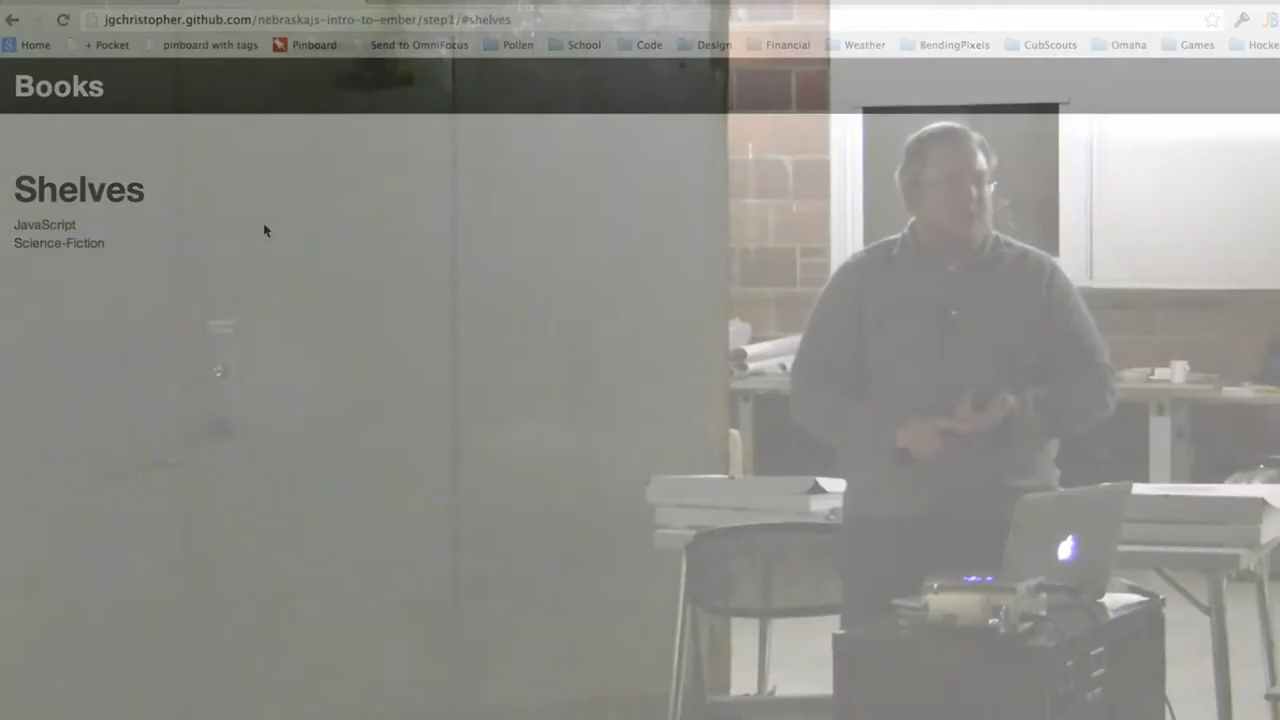 jgchristopher.github.com/nebraskajs-intro-to-ember/step1/#shelves
Home + Pocket pinboard with tags Pinboard Send to OmniFocus Pollen School Code Design Financial Weather BendingPixels CubScouts Omaha Games Hocke
Books
Shelves
JavaScript
Science-Fiction